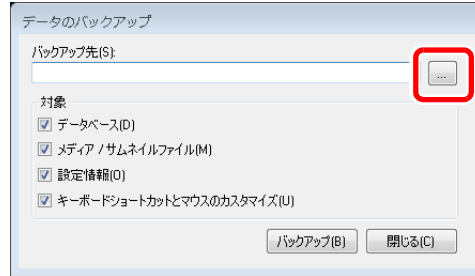 データのバックアップ
バックアップ先(S):
...
対象
データベース(D)
メディア / サムネイルファイル(M)
設定情報(O)
キーボードショートカットとマウスのカスタマイズ(U)
バックアップ(B) 閉じる(C)